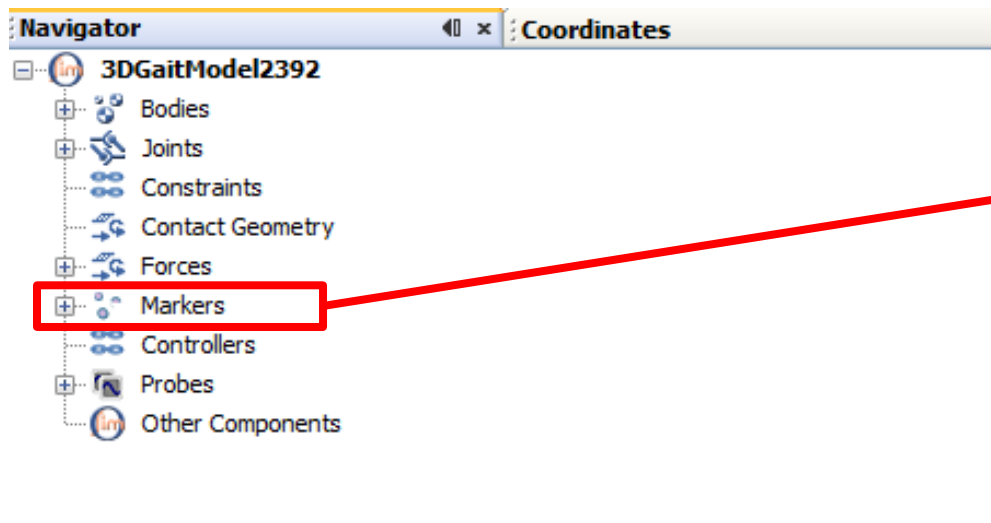 Navigator
Coordinates
3DGaitModel2392
Bodies
Joints
Constraints
Contact Geometry
Forces
Markers
Controllers
Probes
Other Components